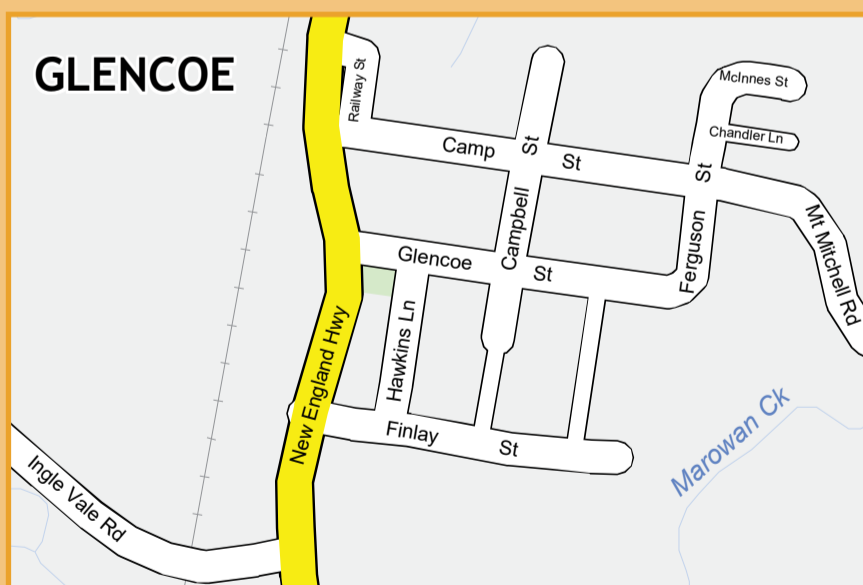 GLENCOE
Railway St
McInnes St
Chandler Ln
Camp St
Campbell St
Ferguson St
Mt Mitchell Rd
Glencoe St
Hawkins Ln
New England Hwy
Finlay St
Marowan Ck
Ingle Vale Rd